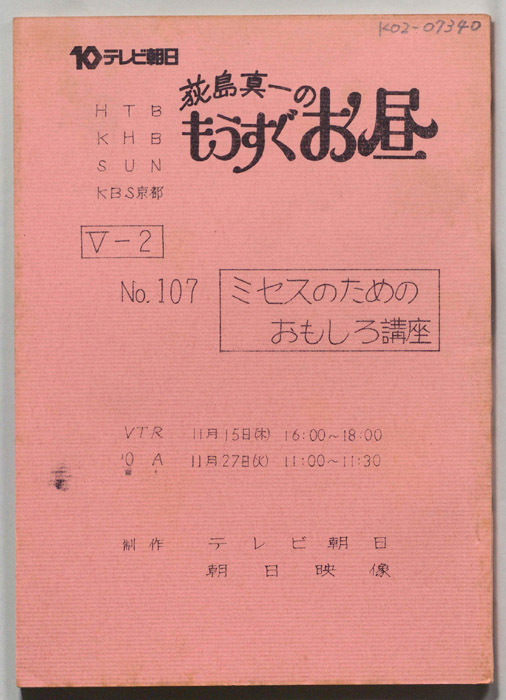 K02-07340
10テレビ朝日
荻島真一の
もうすぐお昼
HTB
KHB
SUN
KBS京都
V-2
No.107
ミセスのための
おもしろ講座
VTR 11月15日(木) 16:00~18:00
O A 11月27日(火) 11:00~11:30
制作 テレビ朝日
朝日映像